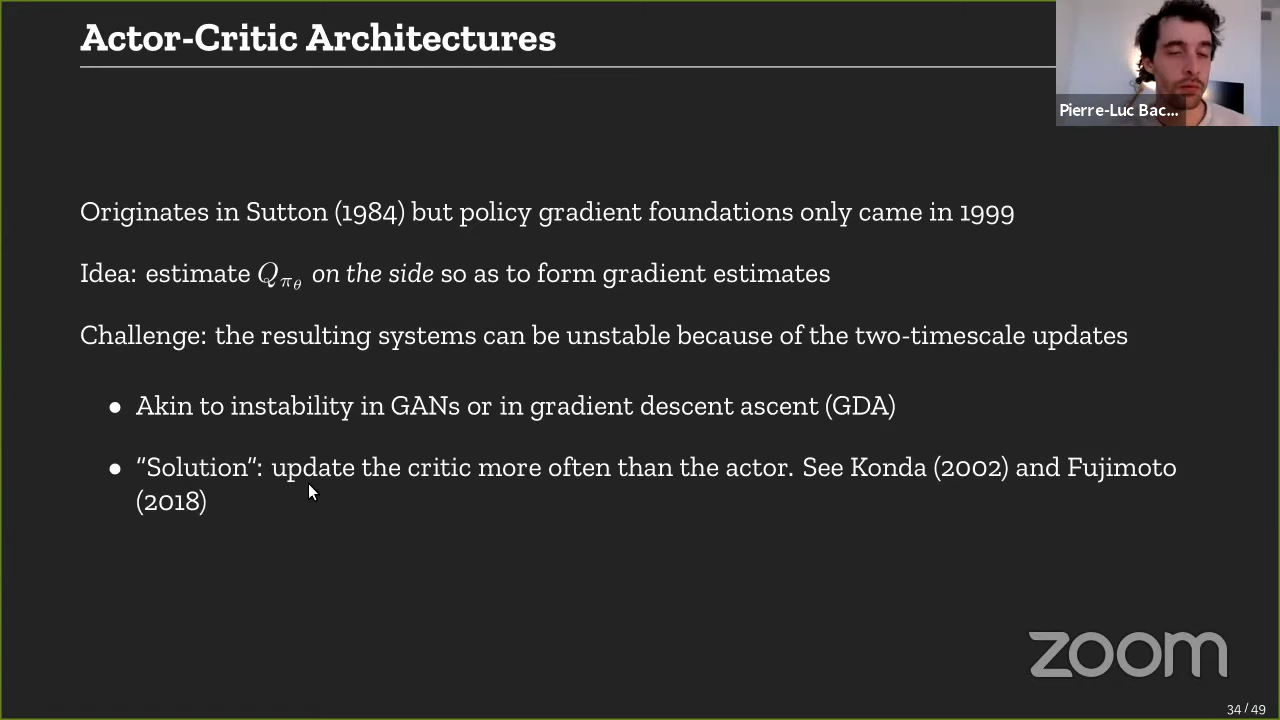 Actor-Critic Architectures
Pierre-Luc Bac...
Originates in Sutton (1984) but policy gradient foundations only came in 1999
Idea: estimate Q_{π_θ} on the side so as to form gradient estimates
Challenge: the resulting systems can be unstable because of the two-timescale updates
● Akin to instability in GANs or in gradient descent ascent (GDA)
● "Solution": update the critic more often than the actor. See Konda (2002) and Fujimoto
(2018)
zoom
34 / 49